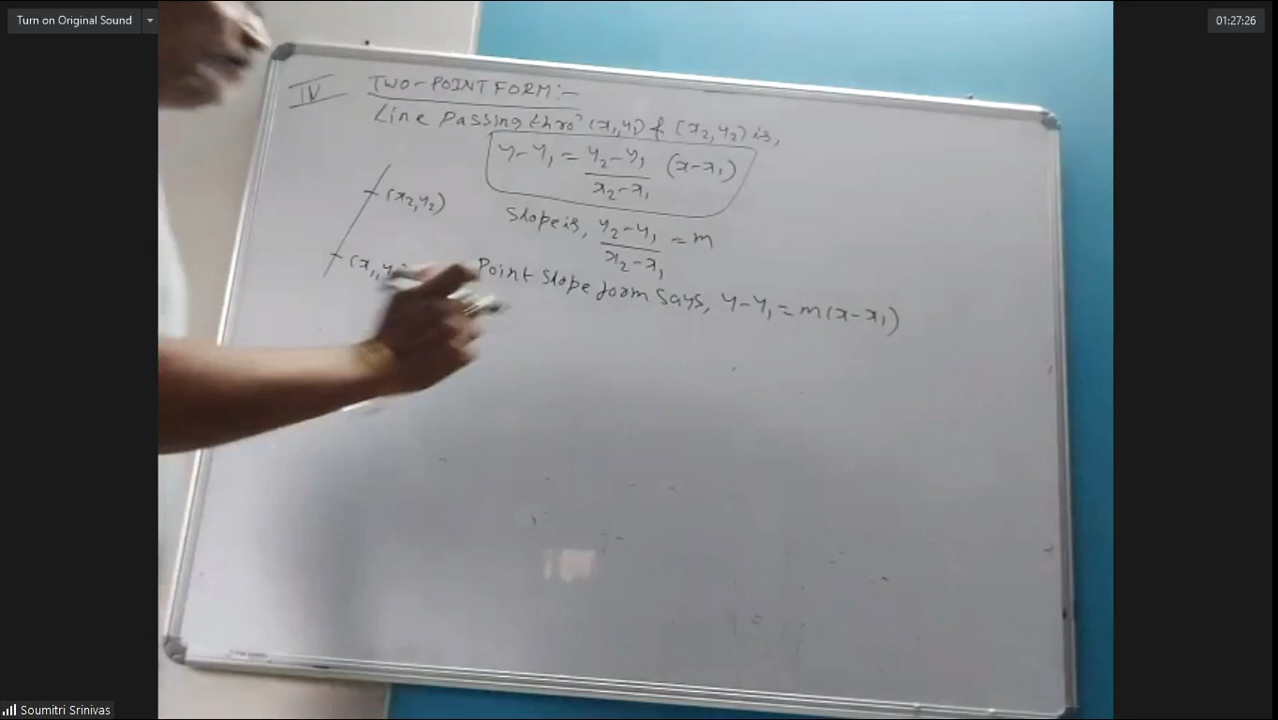 Turn on Original Sound
01:27:26
IV TWO-POINT FORM:-
Line Passing thro' (x₁,y₁) & (x₂,y₂) is,
y-y₁ = (y₂-y₁)/(x₂-x₁) (x-x₁)
(x₂,y₂)
Slope is, (y₂-y₁)/(x₂-x₁) = m
(x₁,y₁
Point Slope form says, y-y₁ = m(x-x₁)
Soumitri Srinivas